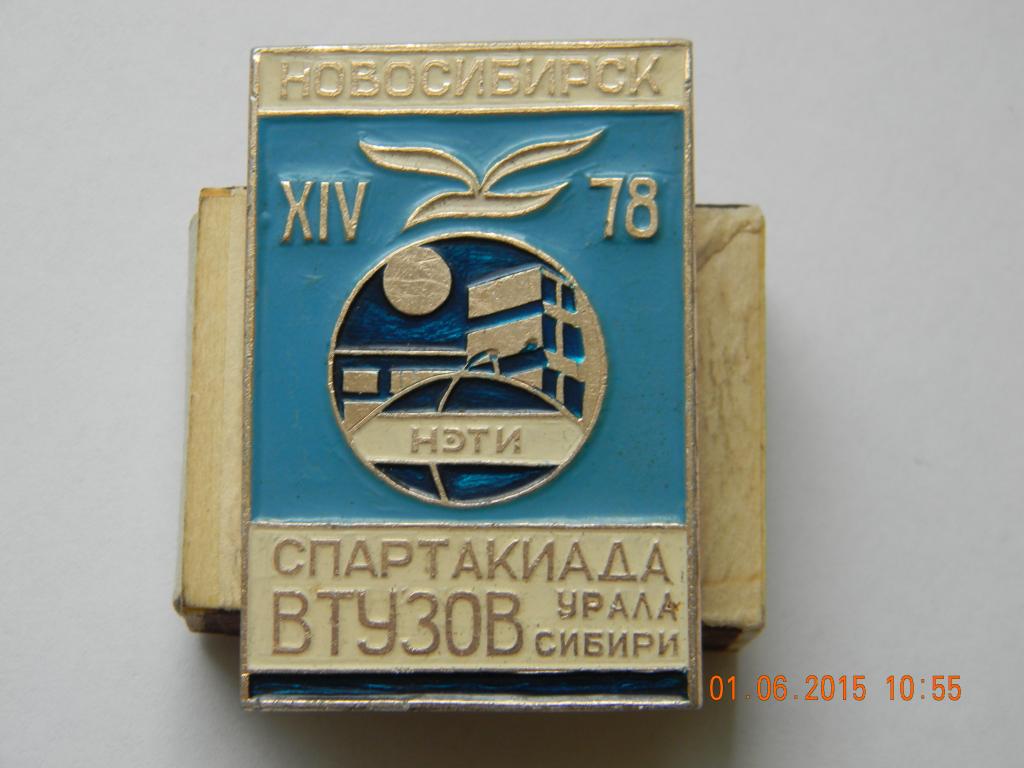 НОВОСИБИРСК
XIV 78
НЭТИ
СПАРТАКИАДА
ВТУЗОВ УРАЛА
СИБИРИ
01.06.2015 10:55